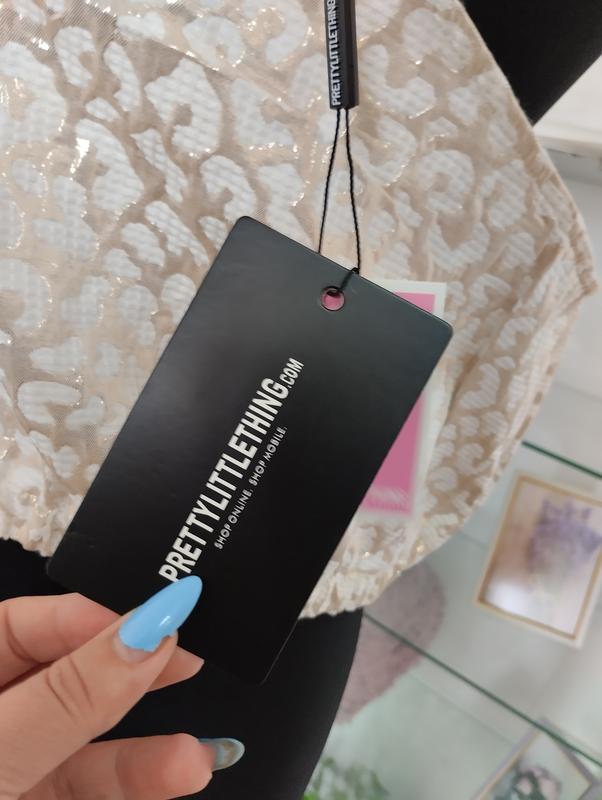 PRETTYLITTLETHING
PRETTYLITTLETHING.COM
SHOP ONLINE. SHOP MOBILE.